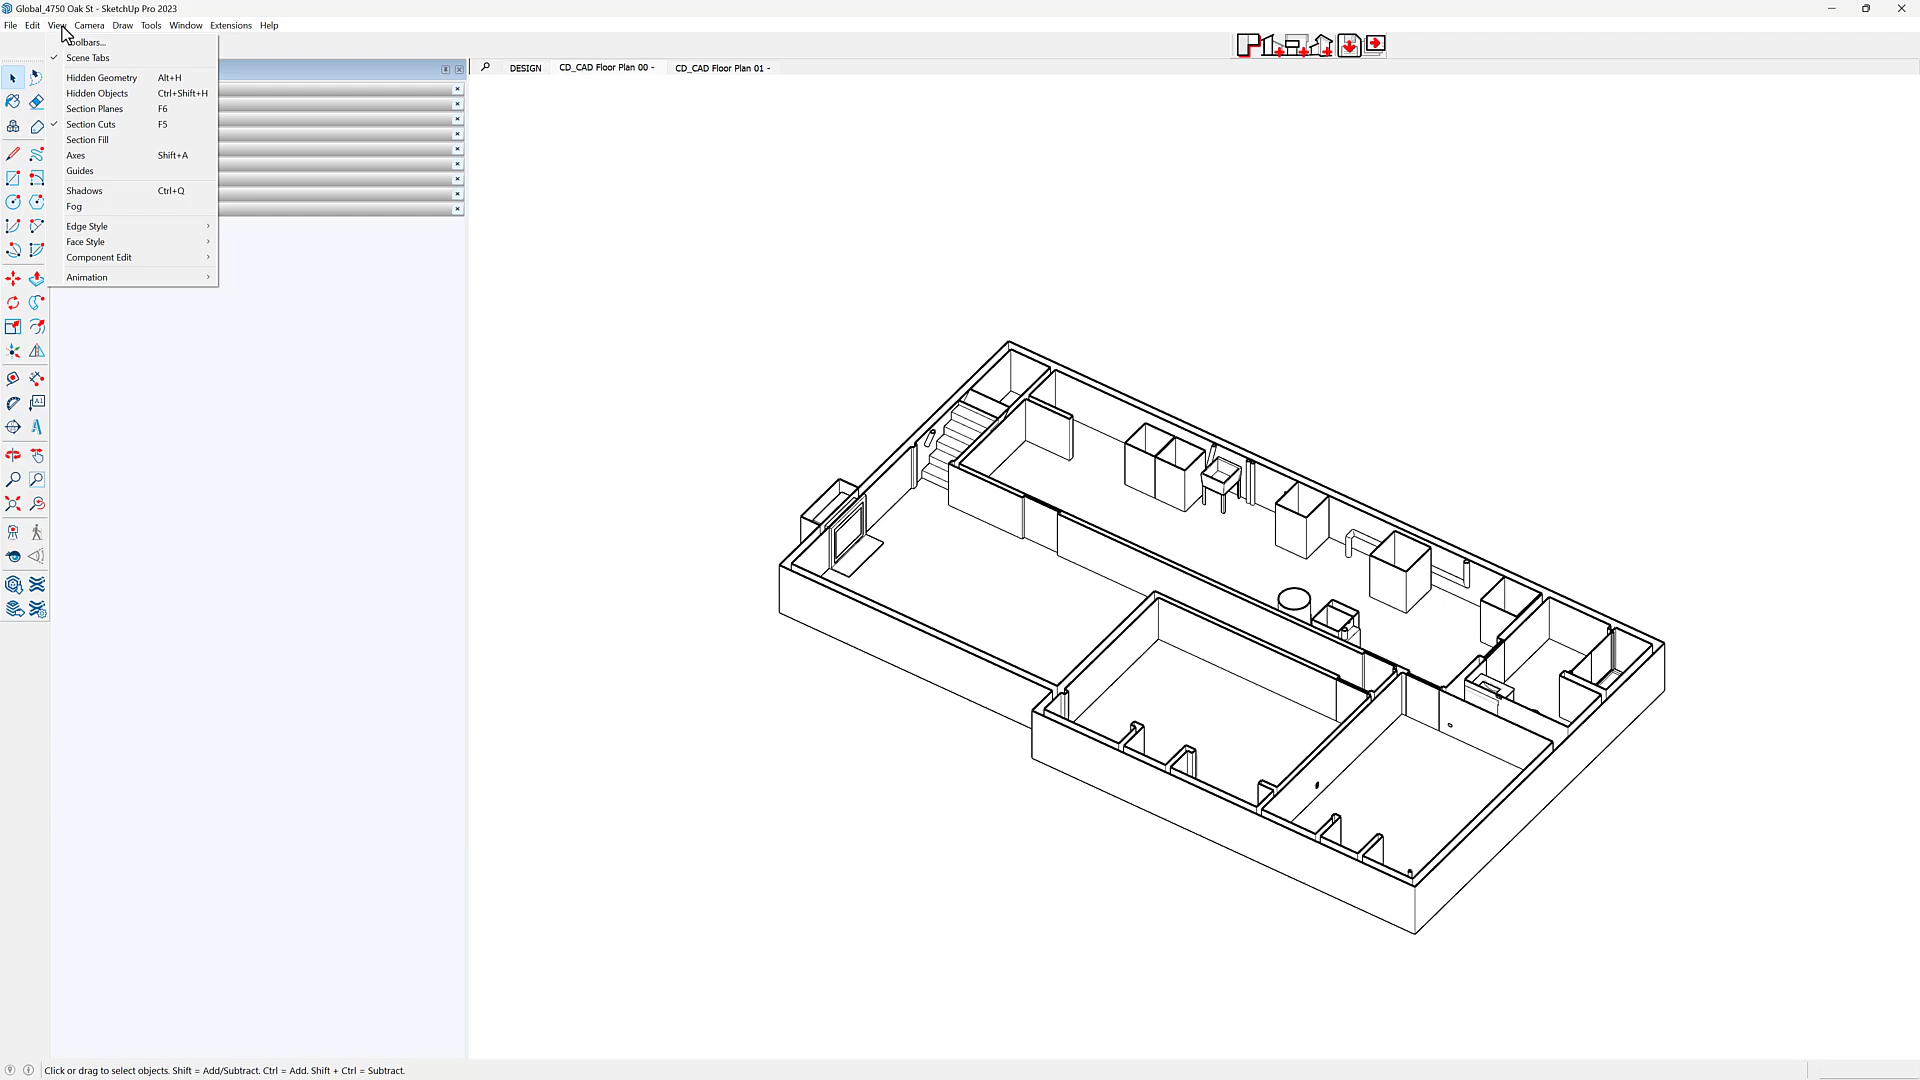 Global_4750 Oak St - SketchUp Pro 2023
File Edit View Camera Draw Tools Window Extensions Help
Toolbars...
Scene Tabs
Hidden Geometry Alt+H
Hidden Objects Ctrl+Shift+H
Section Planes F6
Section Cuts F5
Section Fill
Axes Shift+A
Guides
Shadows Ctrl+Q
Fog
Edge Style
Face Style
Component Edit
Animation
DESIGN CD_CAD Floor Plan 00 - CD_CAD Floor Plan 01 -
Click or drag to select objects. Shift = Add/Subtract. Ctrl = Add. Shift + Ctrl = Subtract.